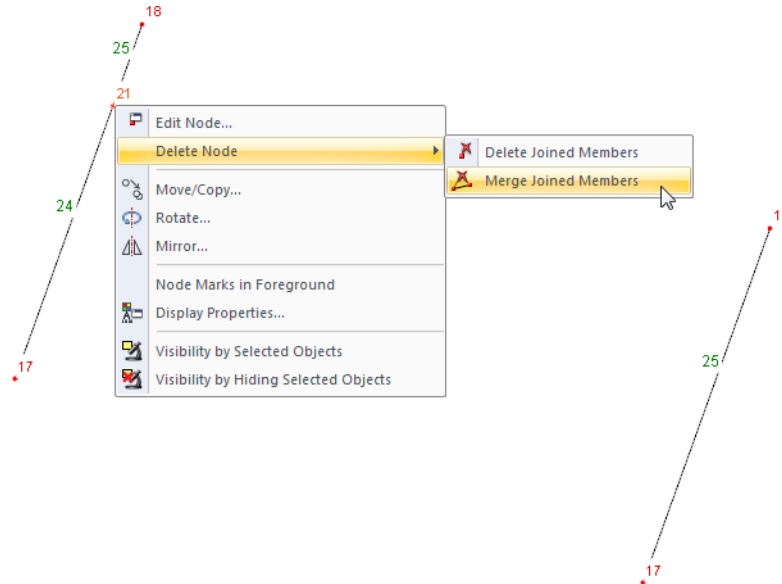 18
25
21
Edit Node...
Delete Node
Delete Joined Members
Merge Joined Members
Move/Copy...
24
Rotate...
1
Mirror...
Node Marks in Foreground
Display Properties...
Visibility by Selected Objects
25
17
Visibility by Hiding Selected Objects
17